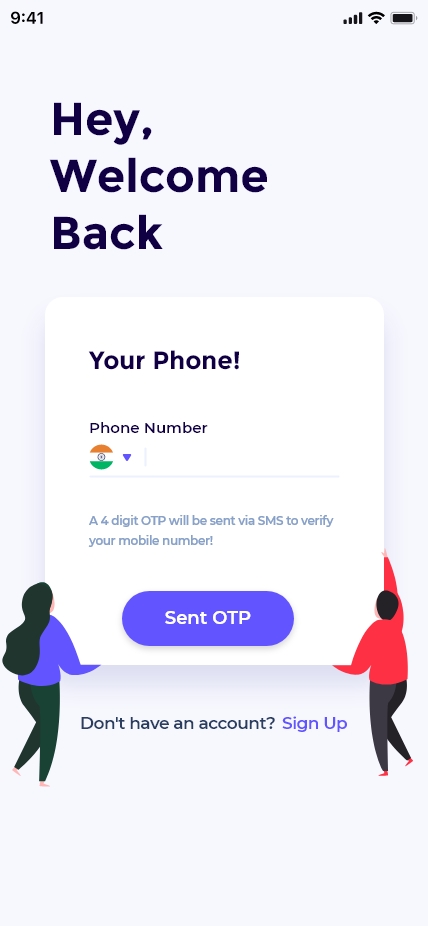 9:41
Hey,
Welcome
Back
Your Phone!
Phone Number
A 4 digit OTP will be sent via SMS to verify
your mobile number!
Sent OTP
Don't have an account? Sign Up